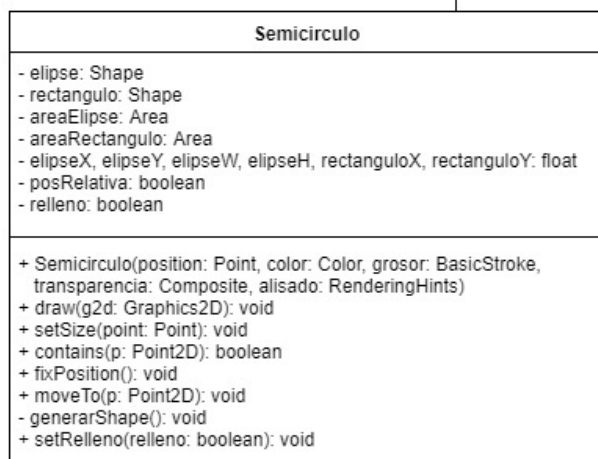 Semicirculo
- elipse: Shape
- rectangulo: Shape
- areaElipse: Area
- areaRectangulo: Area
- elipseX, elipseY, elipseW, elipseH, rectanguloX, rectanguloY: float
- posRelativa: boolean
- relleno: boolean
+ Semicirculo(position: Point, color: Color, grosor: BasicStroke,
transparencia: Composite, alisado: RenderingHints)
+ draw(g2d: Graphics2D): void
+ setSize(point: Point): void
+ contains(p: Point2D): boolean
+ fixPosition(): void
+ moveTo(p: Point2D): void
- generarShape(): void
+ setRelleno(relleno: boolean): void